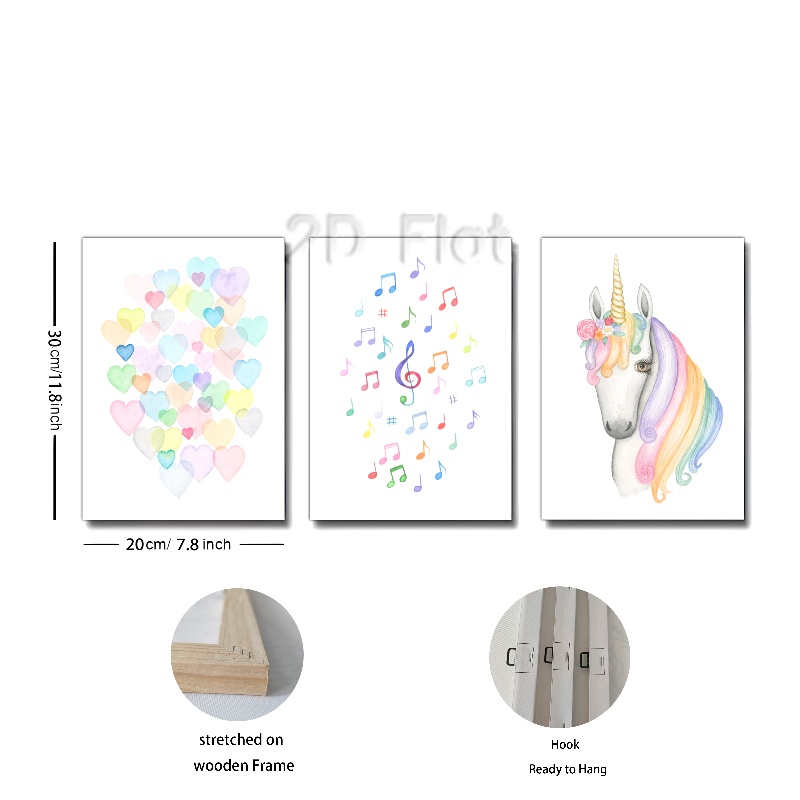 2D Flat
30cm/11.8inch
20cm/ 7.8 inch
stretched on
wooden Frame
Hook
Ready to Hang